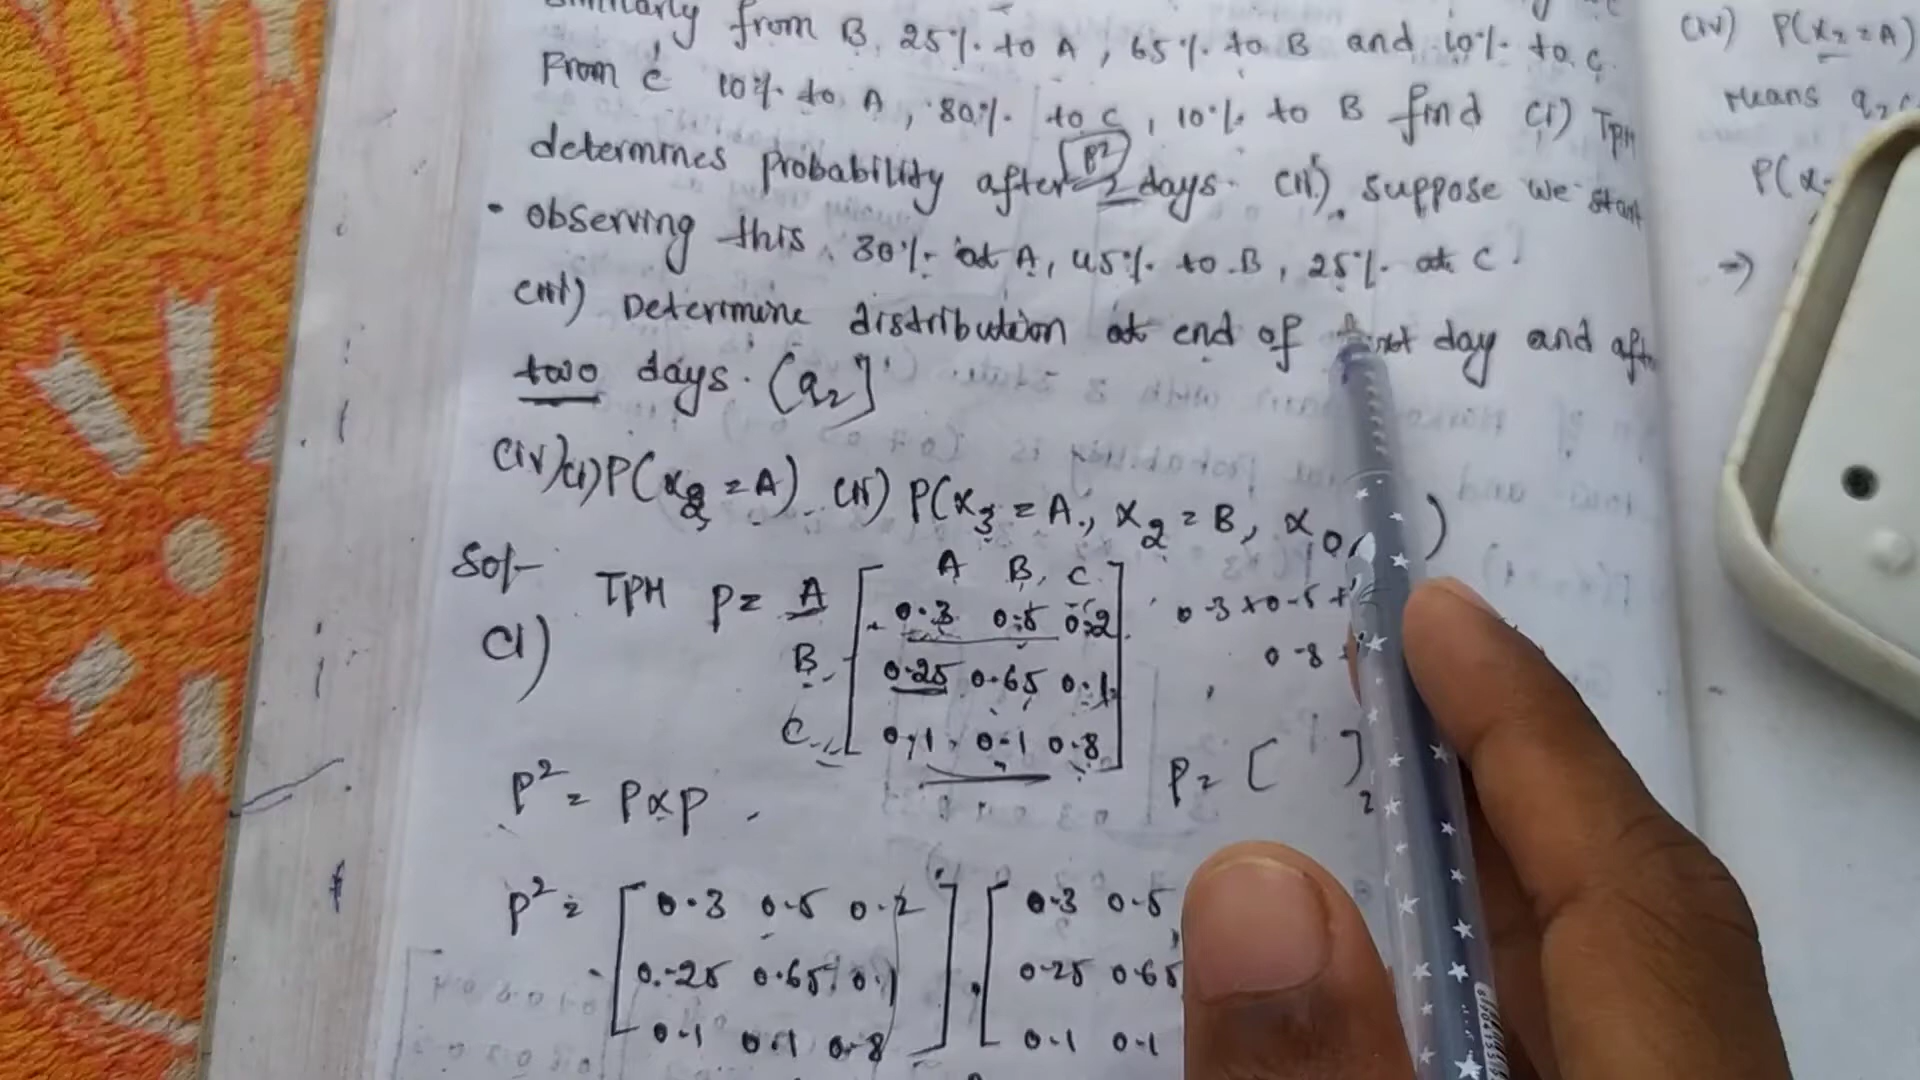 similarly from B, 25%. to A, 65%. to B and 10%. to C.
From C 10%. to A, 80%. to C, 10%. to B find (i) TPM
determines probability after 2 days. (ii) suppose we start
P²
observing this 30%. at A, 45%. to B, 25%. at C.
(iii) Determine distribution at end of day and
two days. [q₂]
(iv) (i) P(x₂ = A) (ii) P(x₃ = A, x₂ = B, x₀ )
Sol-
TPM P = A B C
(i)
A [0.3 0.5 0.2]
B [0.25 0.65 0.1]
C [0.1 0.1 0.8]
0.3 x 0.5 +
0.8
P² = P x P
P = [ ]
2
P² = [0.3 0.5 0.2] [0.3 0.5
[0.25 0.65 0.1] . [0.25 0.65
[0.1 0.1 0.8] [0.1 0.1
(iv) P(x₂ = A)
means q₂
P(x
→)